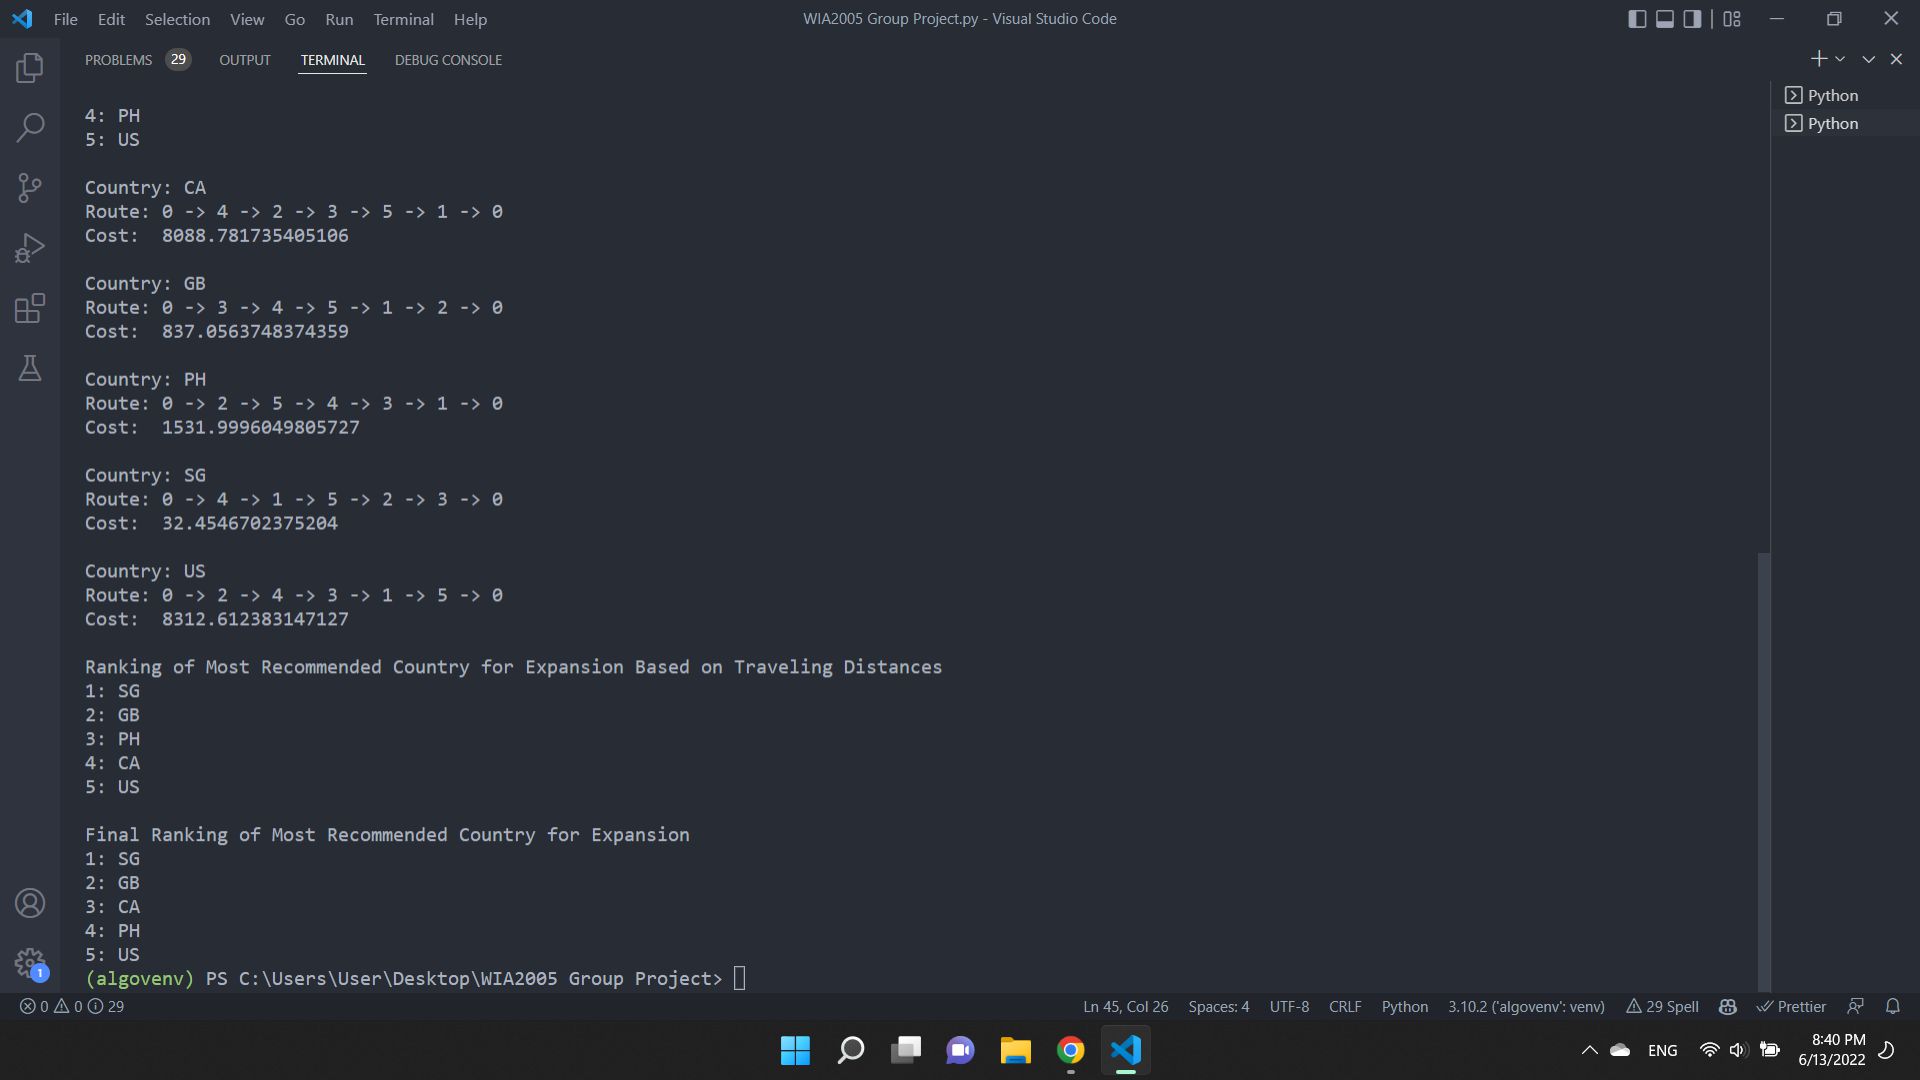 File Edit Selection View Go Run Terminal Help WIA2005 Group Project.py - Visual Studio Code
PROBLEMS 29 OUTPUT TERMINAL DEBUG CONSOLE
Python
Python
4: PH
5: US
Country: CA
Route: 0 -> 4 -> 2 -> 3 -> 5 -> 1 -> 0
Cost:  8088.781735405106
Country: GB
Route: 0 -> 3 -> 4 -> 5 -> 1 -> 2 -> 0
Cost:  837.0563748374359
Country: PH
Route: 0 -> 2 -> 5 -> 4 -> 3 -> 1 -> 0
Cost:  1531.9996049805727
Country: SG
Route: 0 -> 4 -> 1 -> 5 -> 2 -> 3 -> 0
Cost:  32.4546702375204
Country: US
Route: 0 -> 2 -> 4 -> 3 -> 1 -> 5 -> 0
Cost:  8312.612383147127
Ranking of Most Recommended Country for Expansion Based on Traveling Distances
1: SG
2: GB
3: PH
4: CA
5: US
Final Ranking of Most Recommended Country for Expansion
1: SG
2: GB
3: CA
4: PH
5: US
(algovenv) PS C:\Users\User\Desktop\WIA2005 Group Project>
1
0 0 29 Ln 45, Col 26 Spaces: 4 UTF-8 CRLF Python 3.10.2 ('algovenv': venv) 29 Spell Prettier
ENG 8:40 PM
6/13/2022